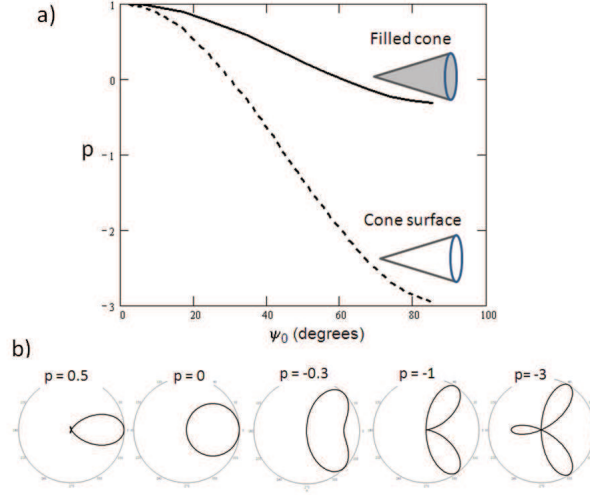 a)
1
0
-1
-2
-3
p
Filled cone
Cone surface
0
20
40
60
80
100
ψ0 (degrees)
b)
p = 0.5
p = 0
p = -0.3
p = -1
p= -3